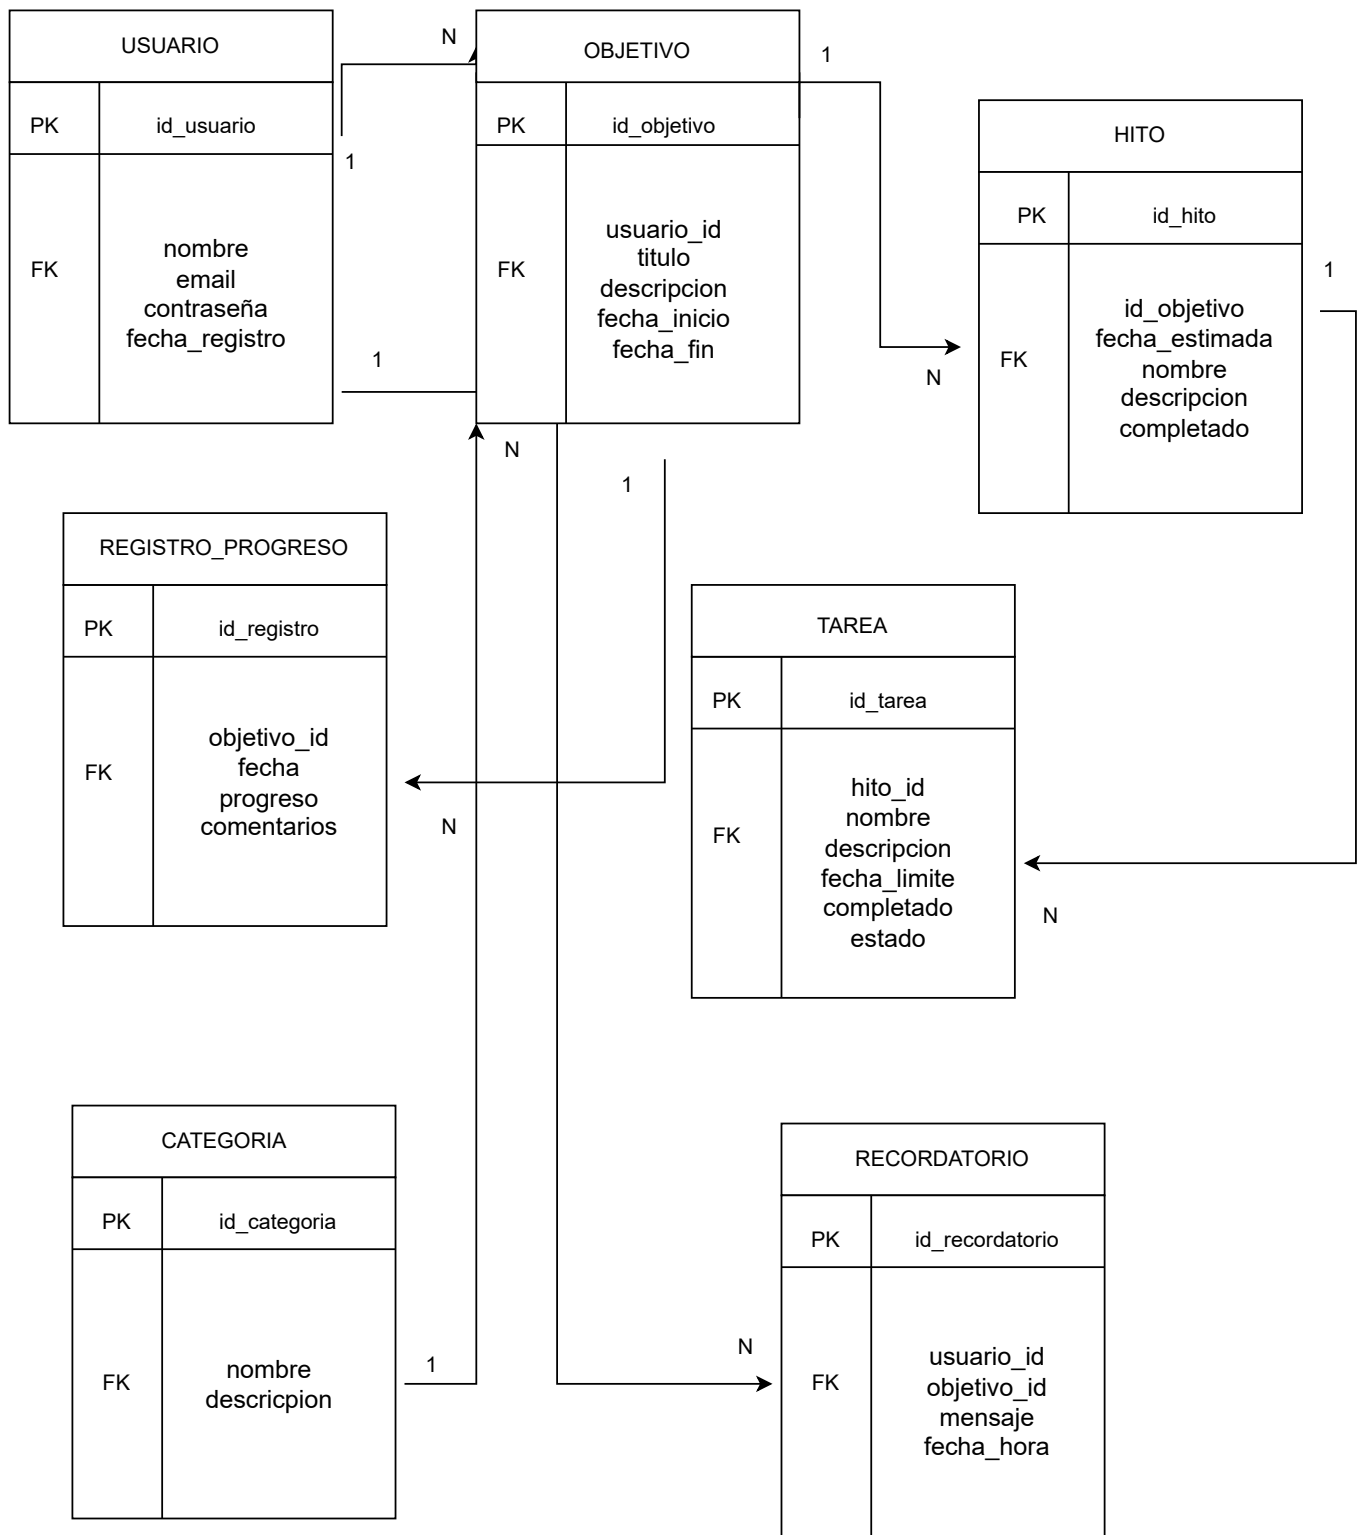 USUARIO
PK
id_usuario
FK
nombre
email
contraseña
fecha_registro
1
N
1
OBJETIVO
PK
id_objetivo
FK
usuario_id
titulo
descripcion
fecha_inicio
fecha_fin
1
N
N
1
HITO
PK
id_hito
FK
id_objetivo
fecha_estimada
nombre
descripcion
completado
1
REGISTRO_PROGRESO
PK
id_registro
FK
objetivo_id
fecha
progreso
comentarios
N
TAREA
PK
id_tarea
FK
hito_id
nombre
descripcion
fecha_limite
completado
estado
N
CATEGORIA
PK
id_categoria
FK
nombre
descricpion
1
N
RECORDATORIO
PK
id_recordatorio
FK
usuario_id
objetivo_id
mensaje
fecha_hora